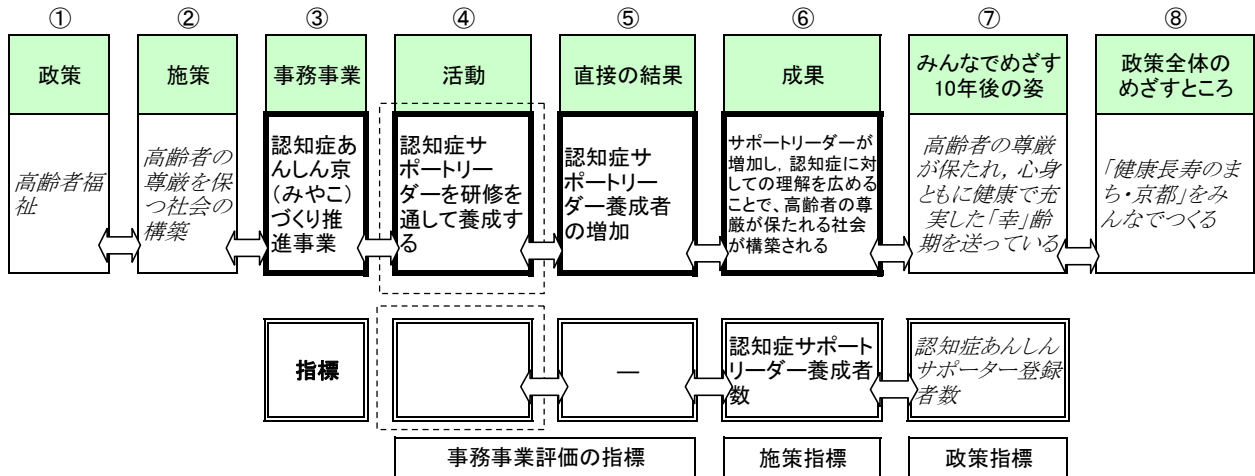 ①
②
③
④
⑤
⑥
⑦
⑧
政策
施策
事務事業
活動
直接の結果
成果
みんなでめざす
10年後の姿
政策全体の
めざすところ
高齢者福
祉
高齢者の
尊厳を保
つ社会の
構築
認知症あ
んしん京
(みやこ)
づくり推
進事業
認知症サ
ポートリー
ダーを研修を
通して養成す
る
認知症サ
ポートリー
ダー養成者
の増加
サポートリーダーが
増加し，認知症に対
しての理解を広める
ことで、高齢者の尊
厳が保たれる社会
が構築される
高齢者の尊厳
が保たれ，心身
ともに健康で充
実した「幸」齢
期を送っている
「健康長寿のま
ち・京都」をみ
んなでつくる
指標
―
認知症サポート
リーダー養成者
数
認知症あんしん
サポーター登録
者数
事務事業評価の指標
施策指標
政策指標